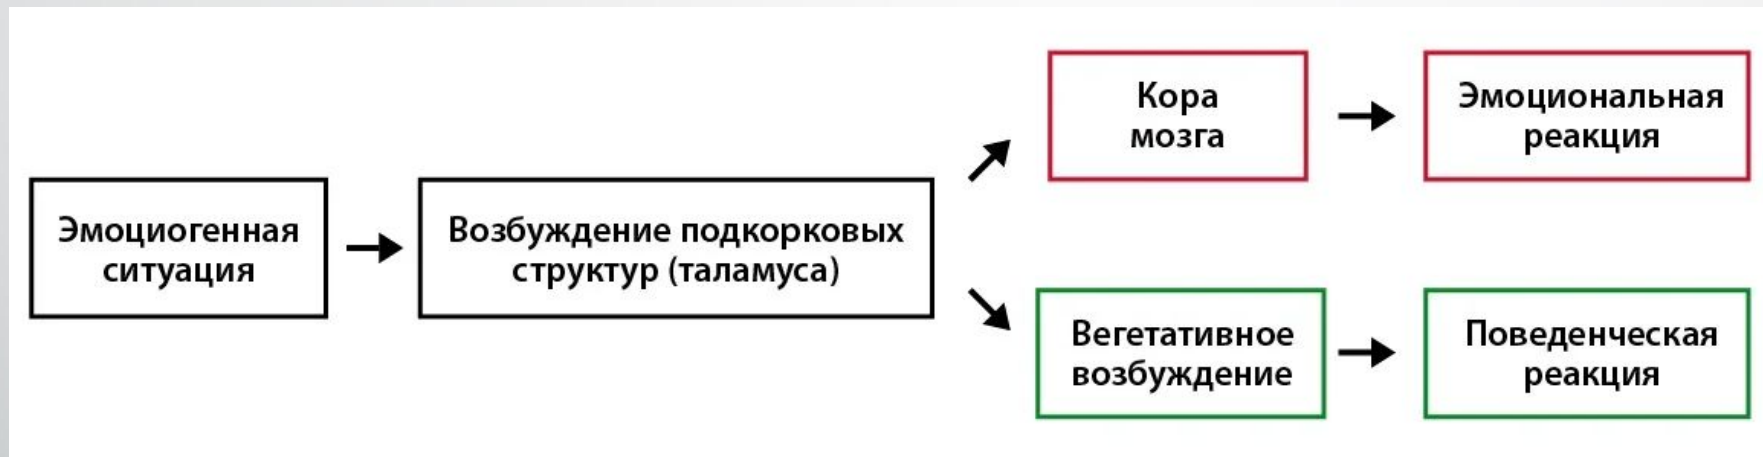 Эмоциогенная
ситуация
Возбуждение подкорковых
структур (таламуса)
Кора
мозга
Эмоциональная
реакция
Вегетативное
возбуждение
Поведенческая
реакция